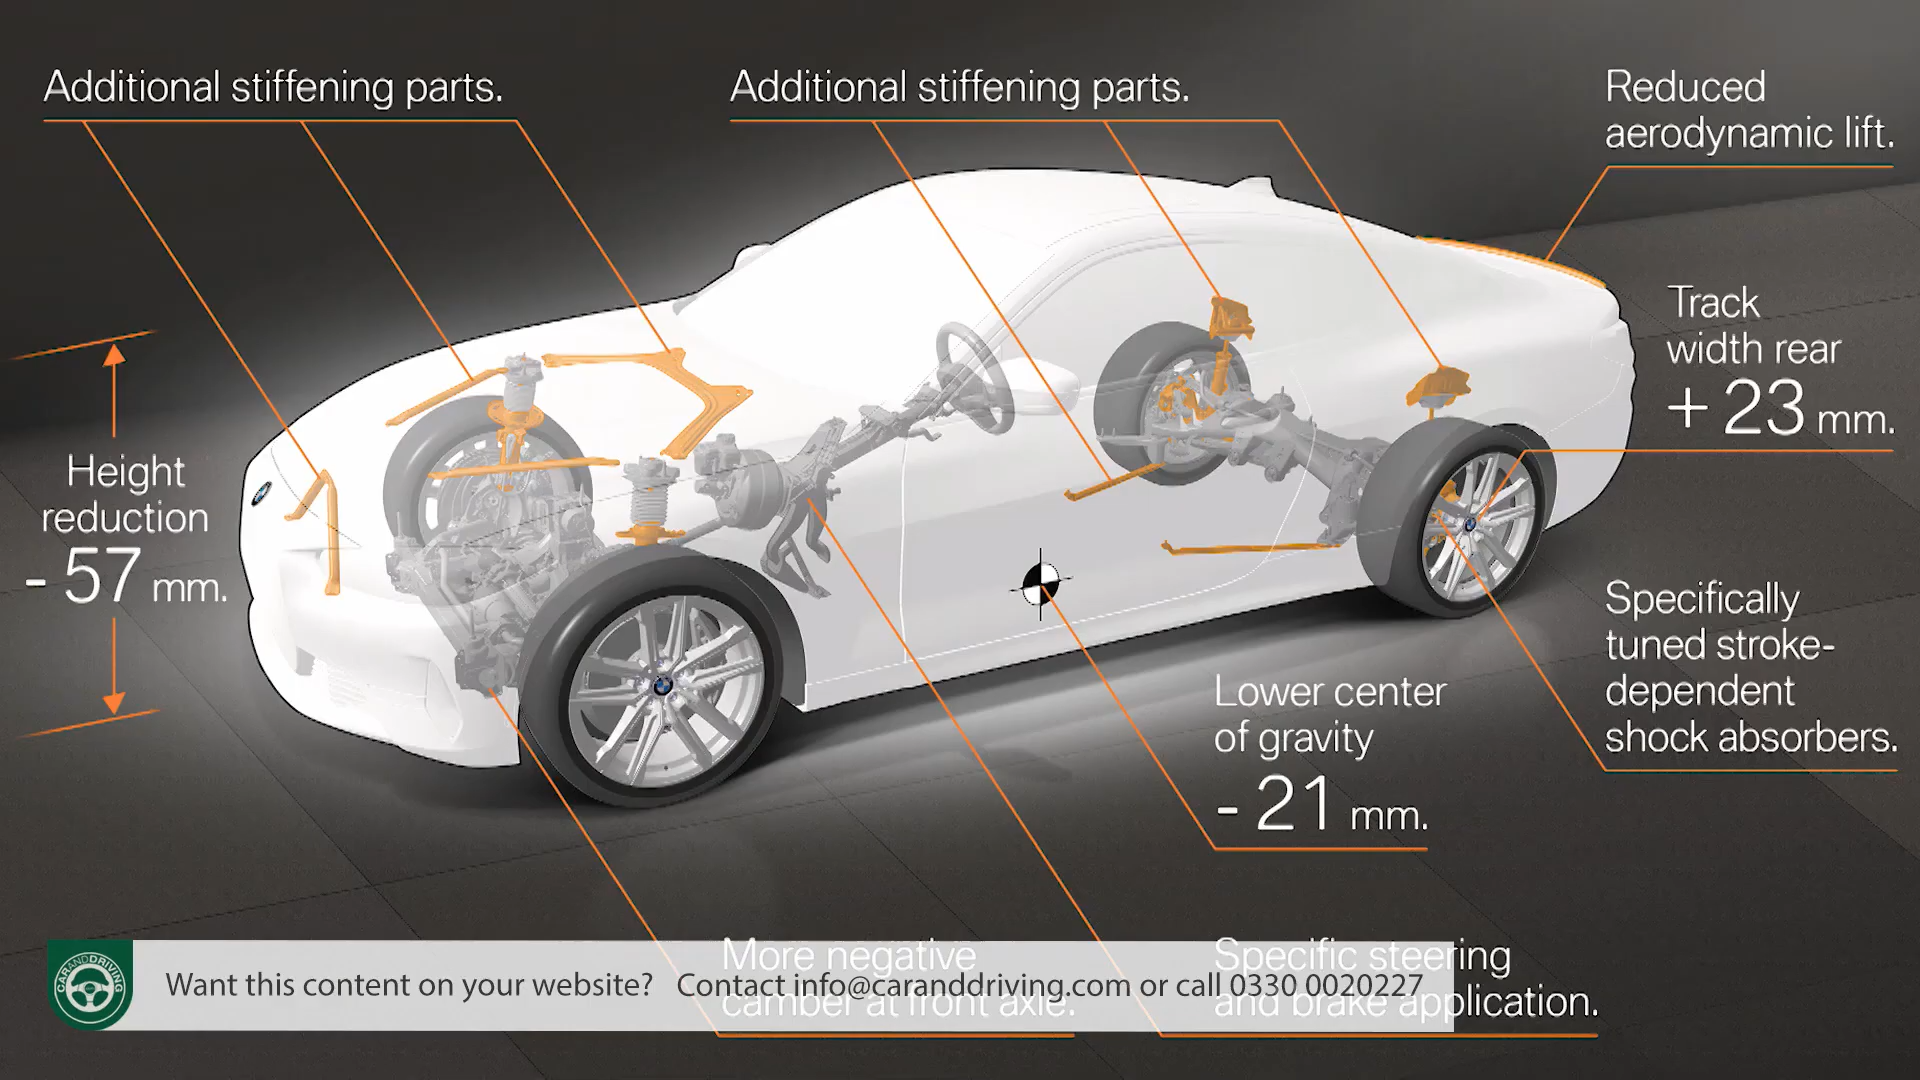 Additional stiffening parts.
Additional stiffening parts.
Reduced
aerodynamic lift.
Track
width rear
+ 23 mm.
Height
reduction
- 57 mm.
Specifically
tuned stroke-
dependent
shock absorbers.
Lower center
of gravity
- 21 mm.
More negative
camber at front axle.
Specific steering
and brake application.
CARANDDRIVING
Want this content on your website? Contact info@caranddriving.com or call 0330 0020227